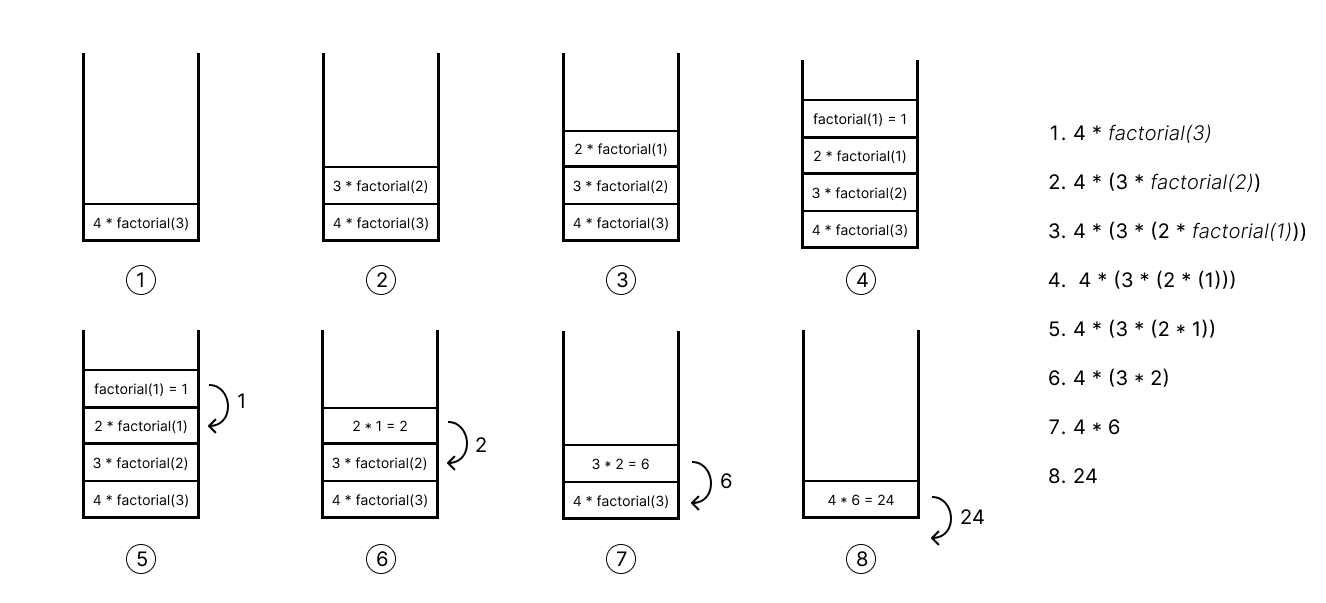 4 * factorial(3)
①
3 * factorial(2)
4 * factorial(3)
②
2 * factorial(1)
3 * factorial(2)
4 * factorial(3)
③
factorial(1) = 1
2 * factorial(1)
3 * factorial(2)
4 * factorial(3)
④
factorial(1) = 1
1
2 * factorial(1)
3 * factorial(2)
4 * factorial(3)
⑤
2 * 1 = 2
2
3 * factorial(2)
4 * factorial(3)
⑥
3 * 2 = 6
6
4 * factorial(3)
⑦
4 * 6 = 24
24
⑧
1. 4 * factorial(3)
2. 4 * (3 * factorial(2))
3. 4 * (3 * (2 * factorial(1)))
4. 4 * (3 * (2 * (1)))
5. 4 * (3 * (2 * 1))
6. 4 * (3 * 2)
7. 4 * 6
8. 24